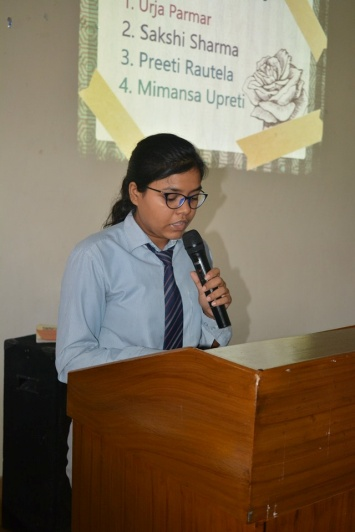 1. Urja Parmar
2. Sakshi Sharma
3. Preeti Rautela
4. Mimansa Upreti